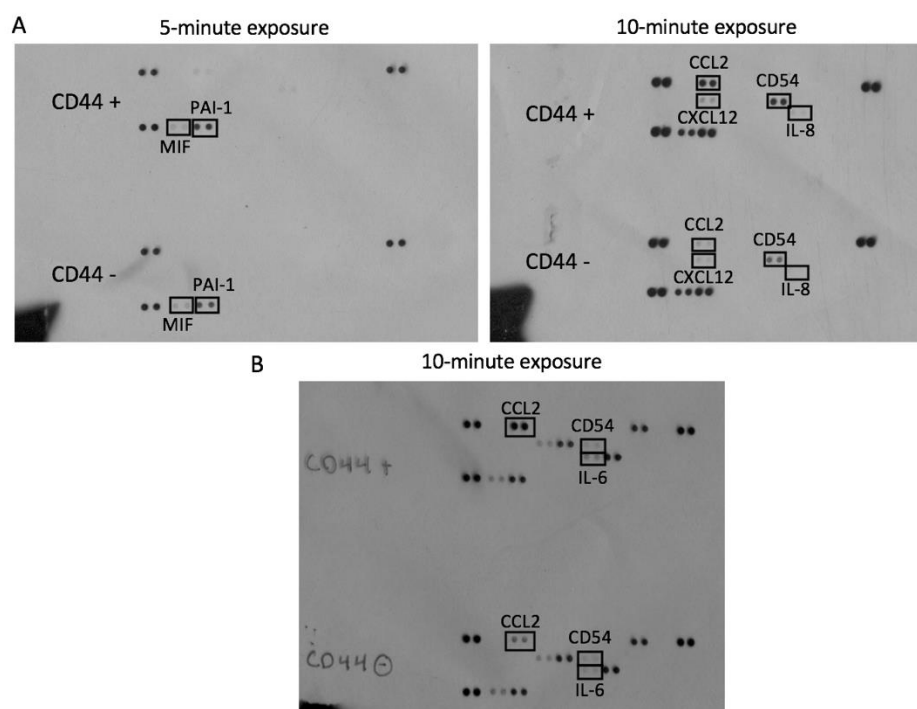 A
5-minute exposure
10-minute exposure
CD44 +
PAI-1
MIF
CD44 -
PAI-1
MIF
CCL2
CD54
CD44 +
CXCL12
IL-8
CCL2
CD54
CD44 -
CXCL12
IL-8
B
10-minute exposure
CCL2
CD54
CD44 +
IL-6
CCL2
CD54
CD44 ⊖
IL-6